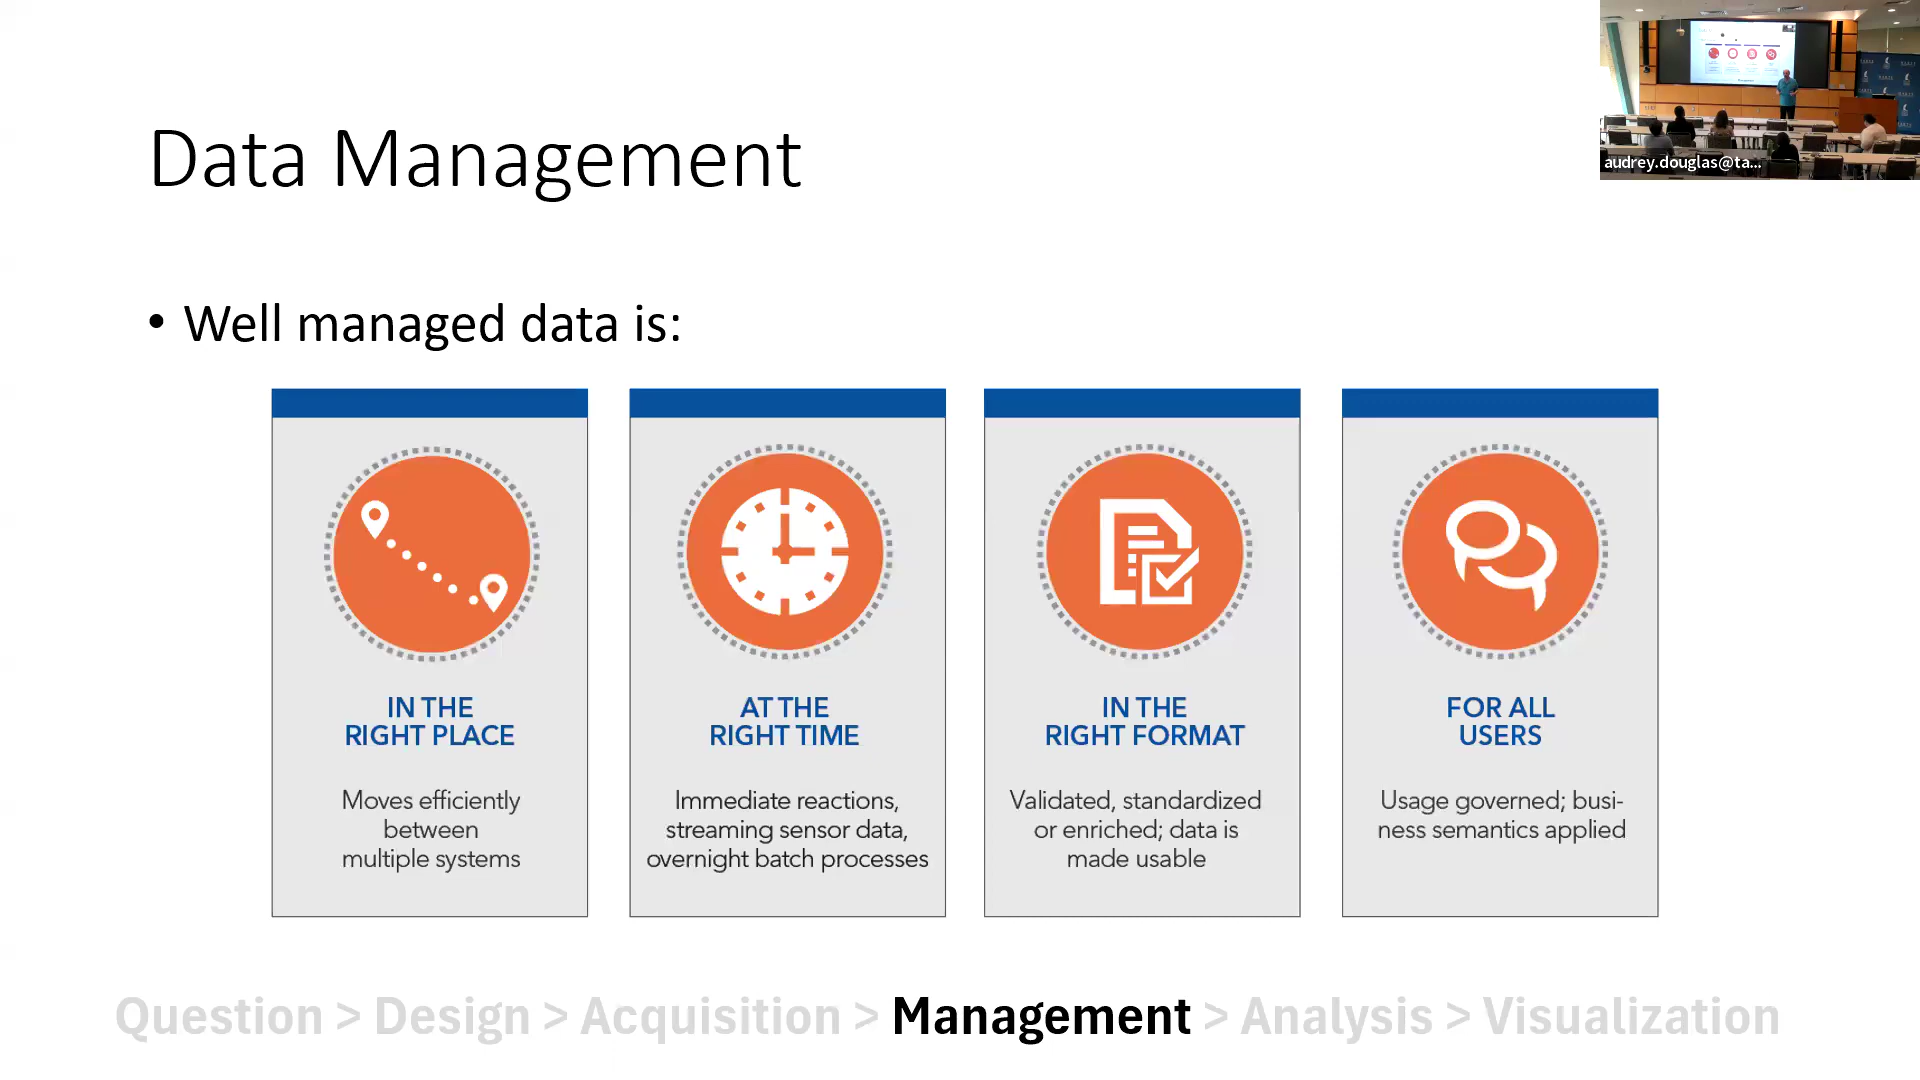 audrey.douglas@ta...
Data Management
• Well managed data is:
IN THE
RIGHT PLACE
Moves efficiently
between
multiple systems
AT THE
RIGHT TIME
Immediate reactions,
streaming sensor data,
overnight batch processes
IN THE
RIGHT FORMAT
Validated, standardized
or enriched; data is
made usable
FOR ALL
USERS
Usage governed; busi-
ness semantics applied
Question > Design > Acquisition > Management > Analysis > Visualization